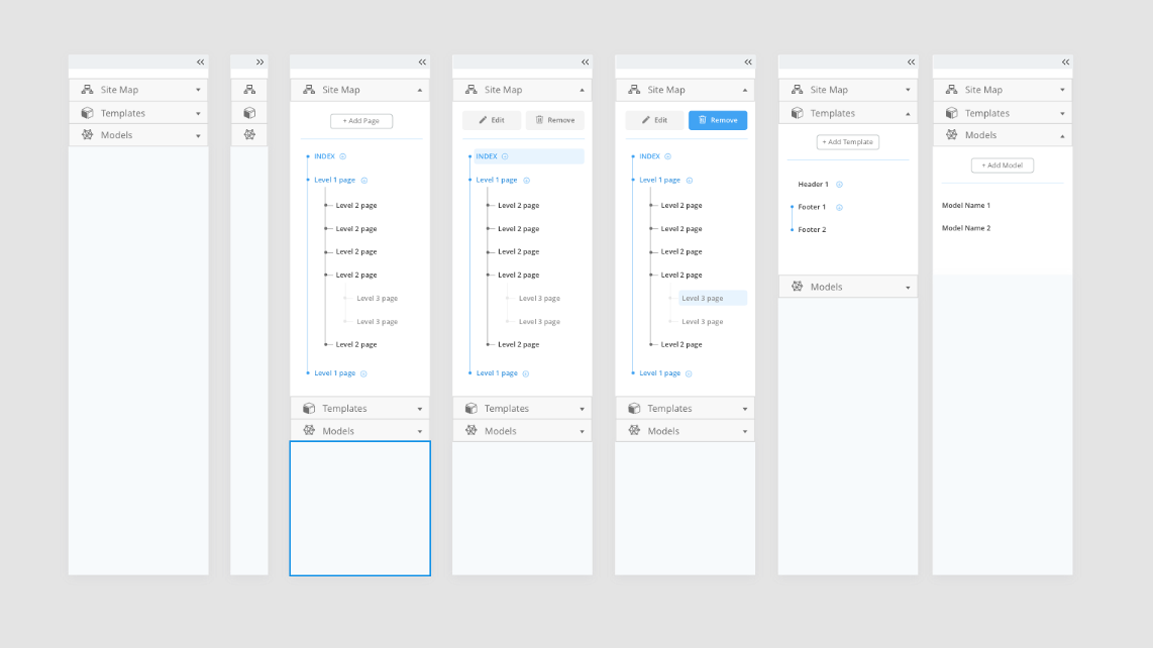 Site Map
Templates
Models
Site Map
+ Add Page
INDEX
Level 1 page
Level 2 page
Level 2 page
Level 2 page
Level 2 page
Level 3 page
Level 3 page
Level 2 page
Level 1 page
Templates
Models
Site Map
Edit Remove
INDEX
Level 1 page
Level 2 page
Level 2 page
Level 2 page
Level 2 page
Level 3 page
Level 3 page
Level 2 page
Level 1 page
Templates
Models
Site Map
Edit Remove
INDEX
Level 1 page
Level 2 page
Level 2 page
Level 2 page
Level 2 page
Level 3 page
Level 3 page
Level 2 page
Level 1 page
Templates
Models
Site Map
Templates
+ Add Template
Header 1
Footer 1
Footer 2
Models
Site Map
Templates
Models
+ Add Model
Model Name 1
Model Name 2